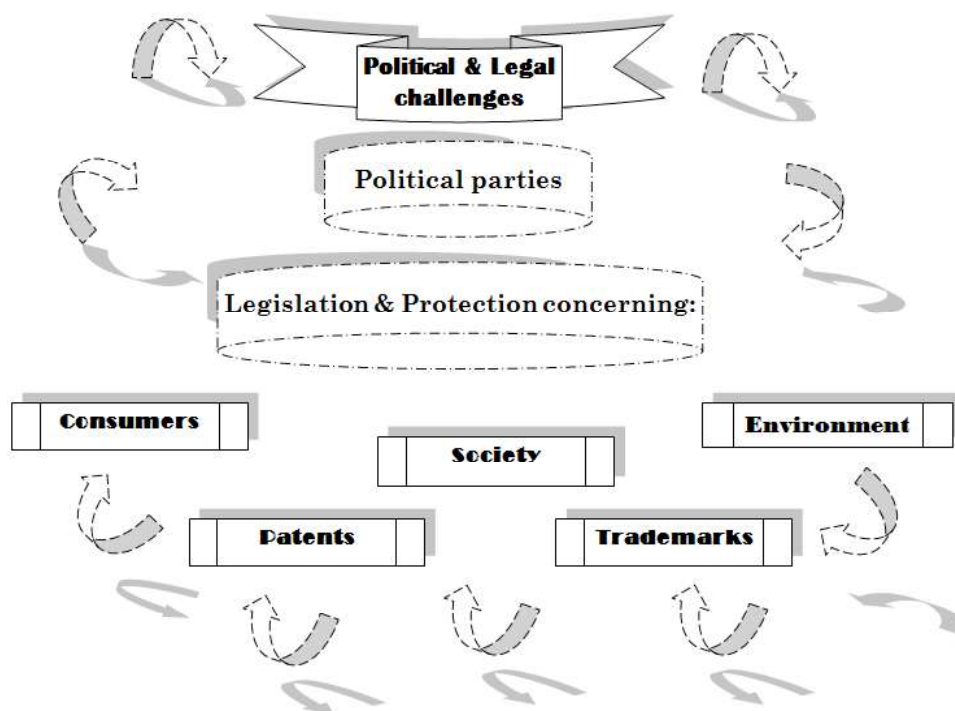 Political & Legal
challenges
Political parties
Legislation & Protection concerning:
Consumers
Environment
Society
Patents
Trademarks